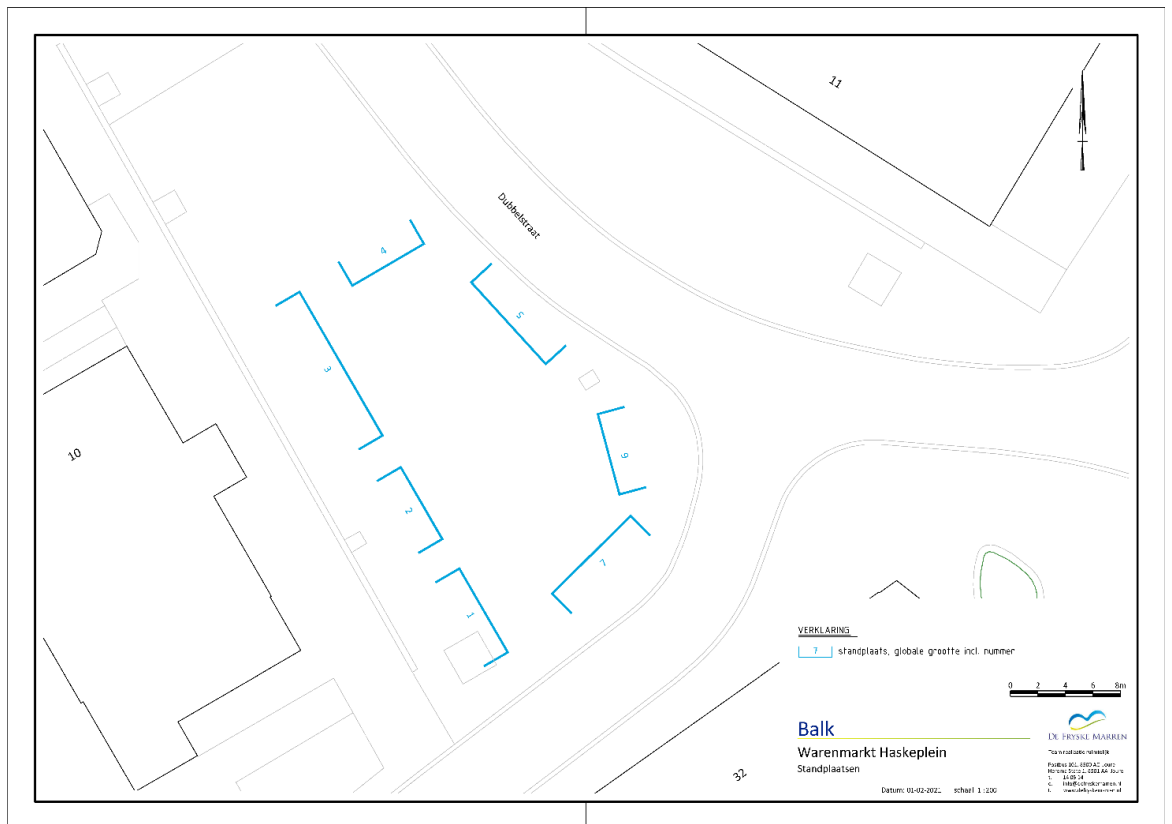 11
Dubbelstraat
4
5
3
10
6
2
7
1
VERKLARING
7 standplaats, globale grootte incl. nummer
0 2 4 6 8m
Balk
DE FRYSKE MARREN
Warenmarkt Haskeplein
Standplaatsen
32
Datum: 01-02-2021 schaal 1:200